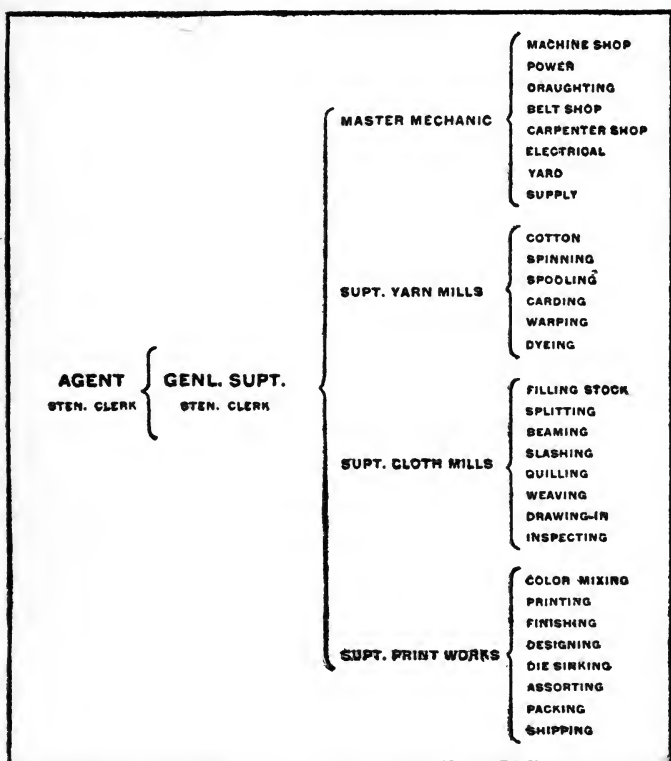 MASTER MECHANIC
MACHINE SHOP
POWER
DRAUGHTING
BELT SHOP
CARPENTER SHOP
ELECTRICAL
YARD
SUPPLY
SUPT. YARN MILLS
COTTON
SPINNING
SPOOLING
CARDING
WARPING
DYEING
AGENT
STEN. CLERK
GENL. SUPT.
STEN. CLERK
SUPT. CLOTH MILLS
FILLING STOCK
SPLITTING
BEAMING
SLASHING
QUILLING
WEAVING
DRAWING-IN
INSPECTING
SUPT. PRINT WORKS
COLOR MIXING
PRINTING
FINISHING
DESIGNING
DIE SINKING
ASSORTING
PACKING
SHIPPING